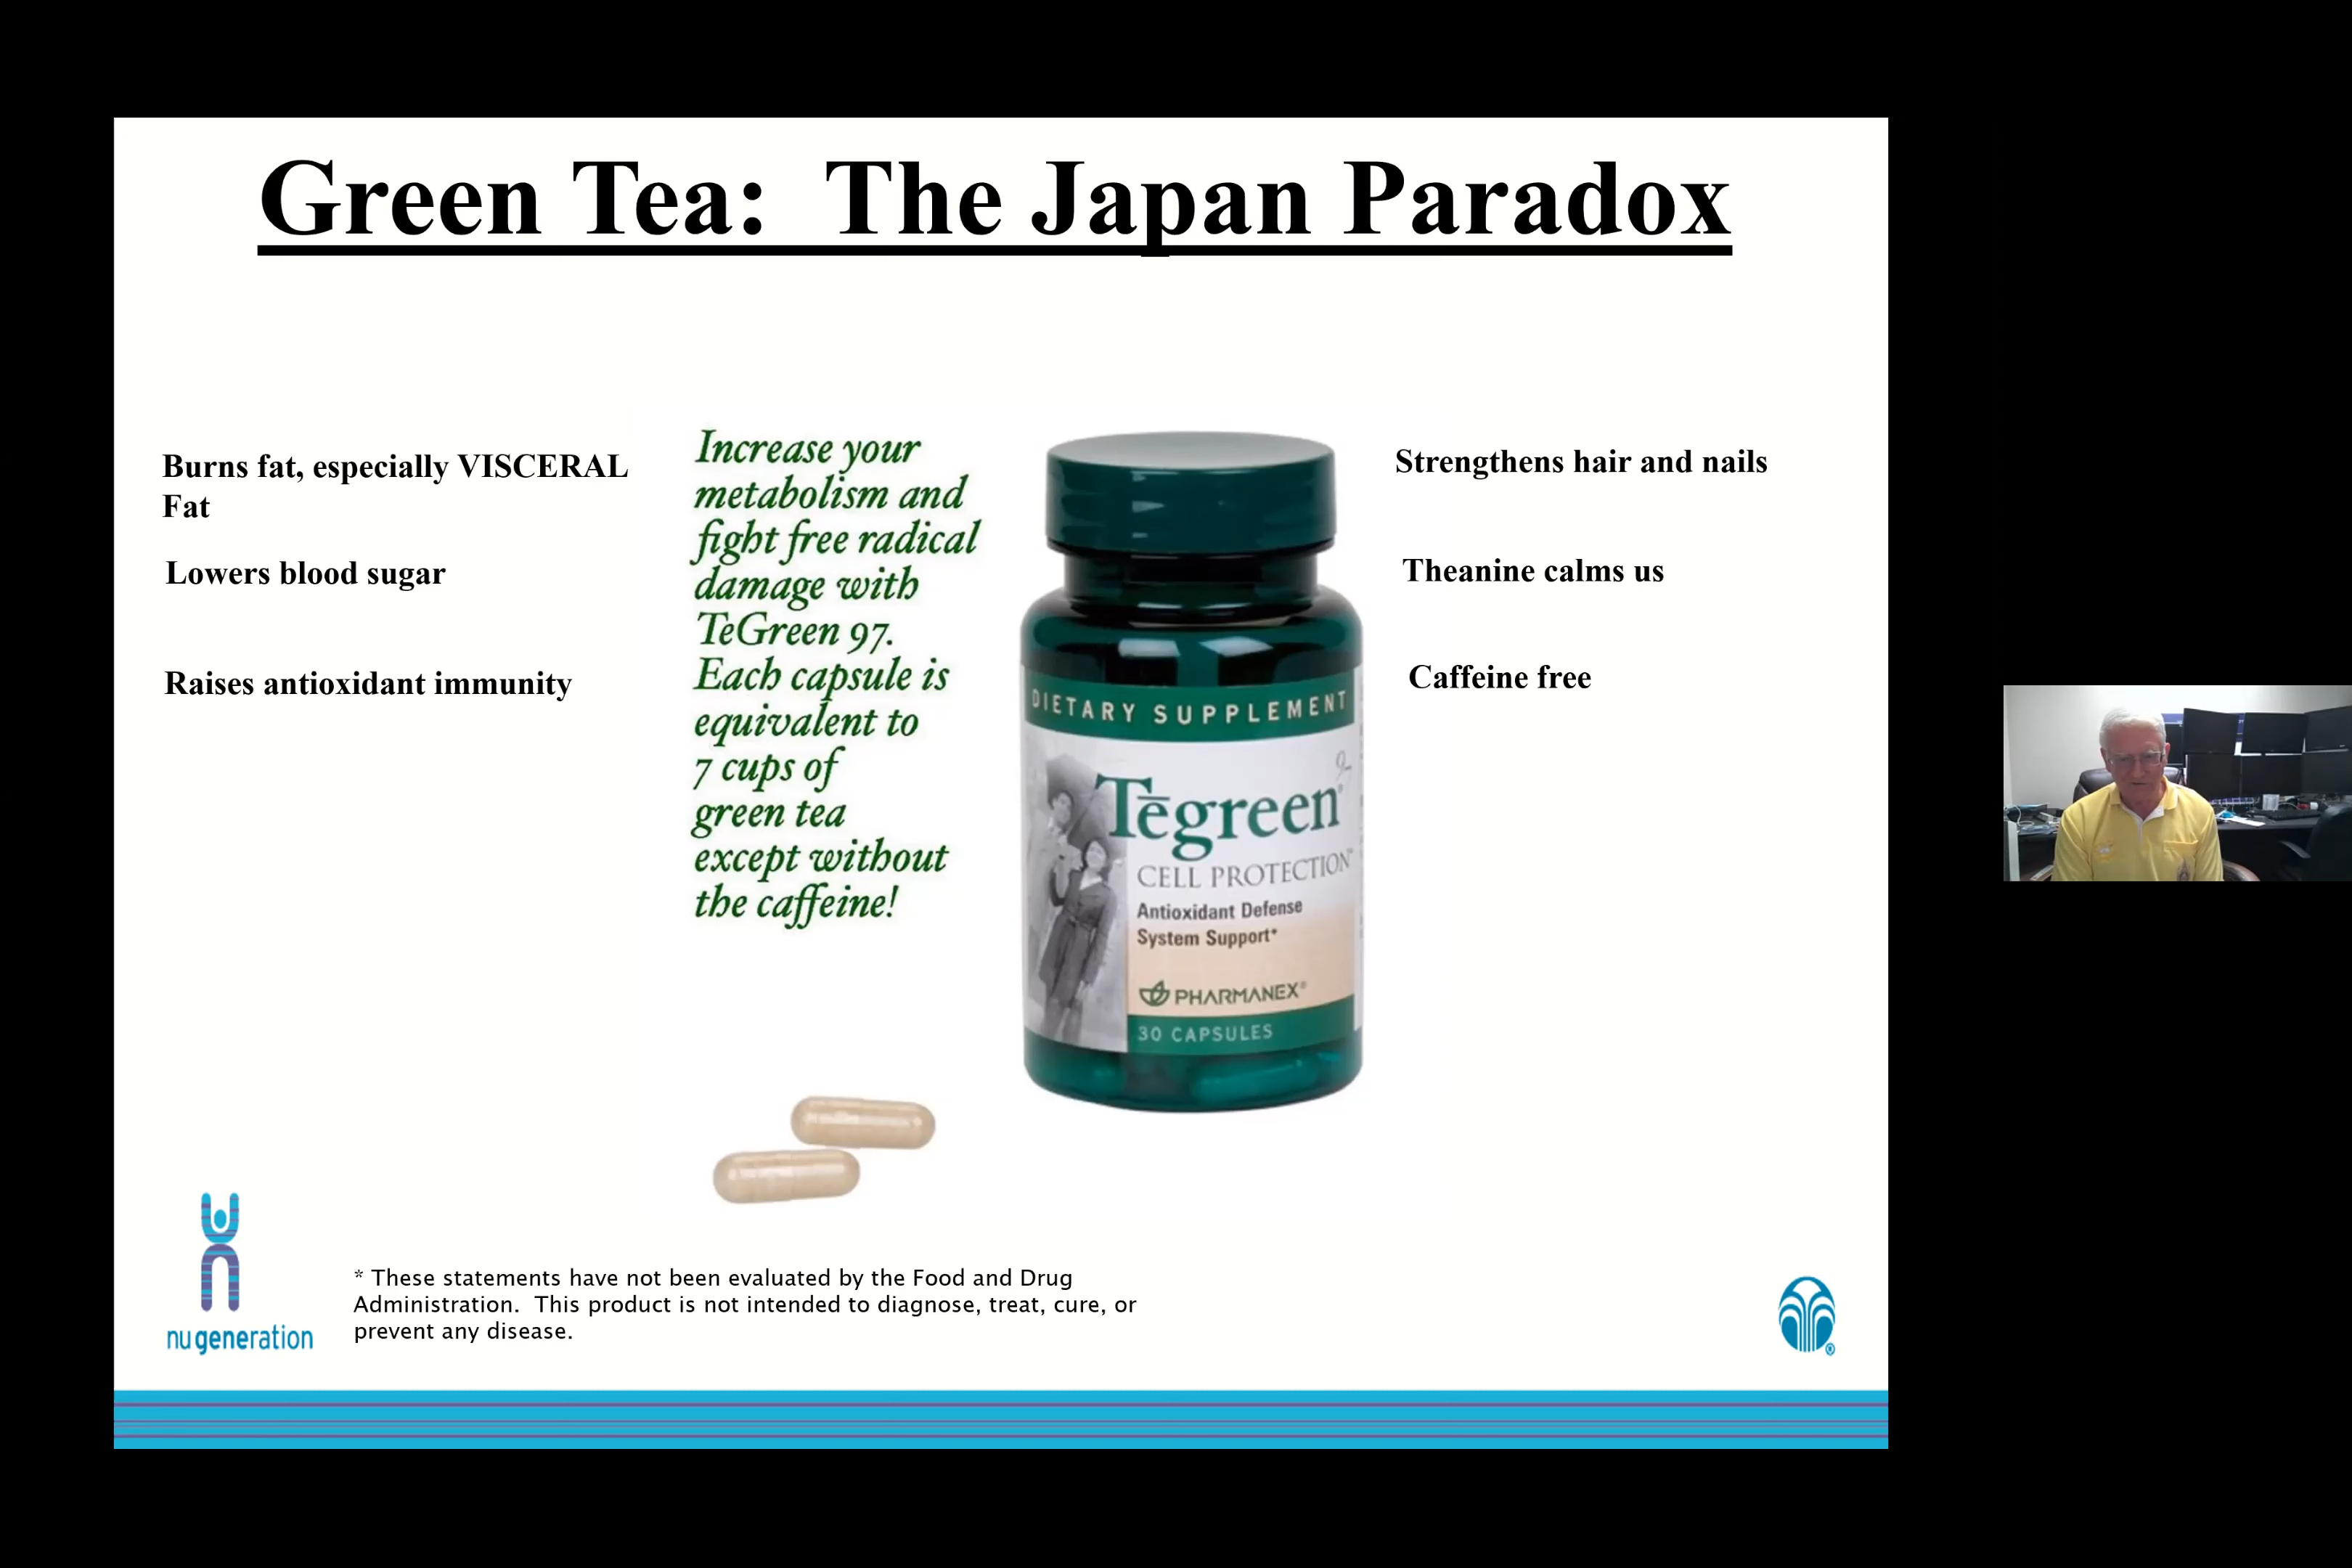 Green Tea:  The Japan Paradox
Burns fat, especially VISCERAL
Fat
Lowers blood sugar
Raises antioxidant immunity
Increase your
metabolism and
fight free radical
damage with
TeGreen 97.
Each capsule is
equivalent to
7 cups of
green tea
except without
the caffeine!
DIETARY SUPPLEMENT
Tēgreen®
CELL PROTECTION™
Antioxidant Defense
System Support*
PHARMANEX®
30 CAPSULES
Strengthens hair and nails
Theanine calms us
Caffeine free
nugeneration
* These statements have not been evaluated by the Food and Drug
Administration.  This product is not intended to diagnose, treat, cure, or
prevent any disease.
®